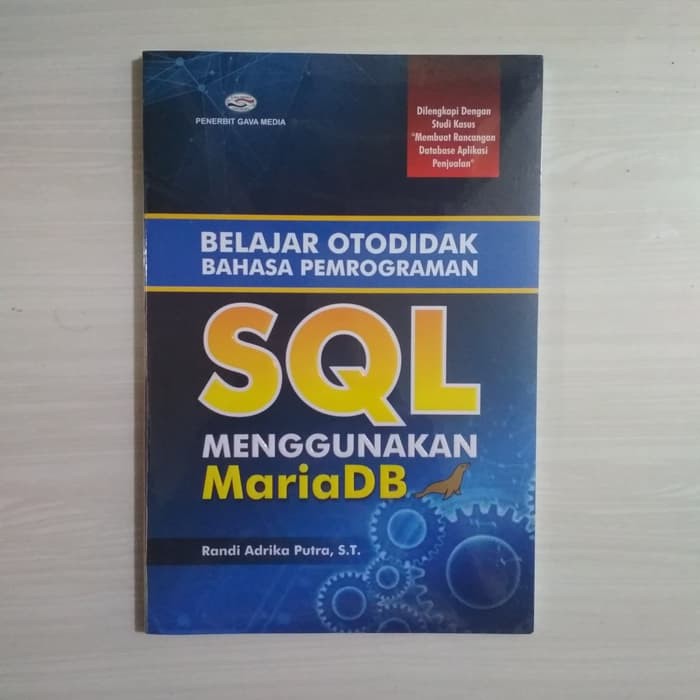 PENERBIT GAVA MEDIA
Dilengkapi Dengan
Studi Kasus
"Membuat Rancangan
Database Aplikasi
Penjualan"
BELAJAR OTODIDAK
BAHASA PEMROGRAMAN
SQL
MENGGUNAKAN
MariaDB
Randi Adrika Putra, S.T.